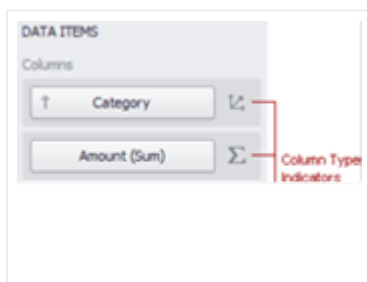 DATA ITEMS
Columns
↑ Category
Amount (Sum) Σ
Column Type
Indicators